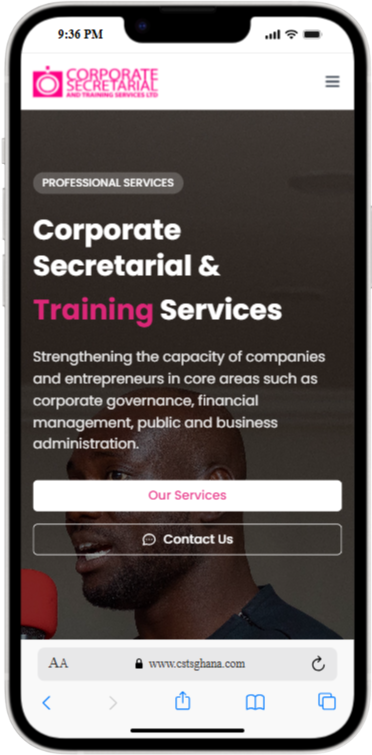 9:36 PM
CORPORATE
SECRETARIAL
AND TRAINING SERVICES LTD
PROFESSIONAL SERVICES
Corporate
Secretarial &
Training Services
Strengthening the capacity of companies
and entrepreneurs in core areas such as
corporate governance, financial
management, public and business
administration.
Our Services
Contact Us
AA
www.cstsghana.com